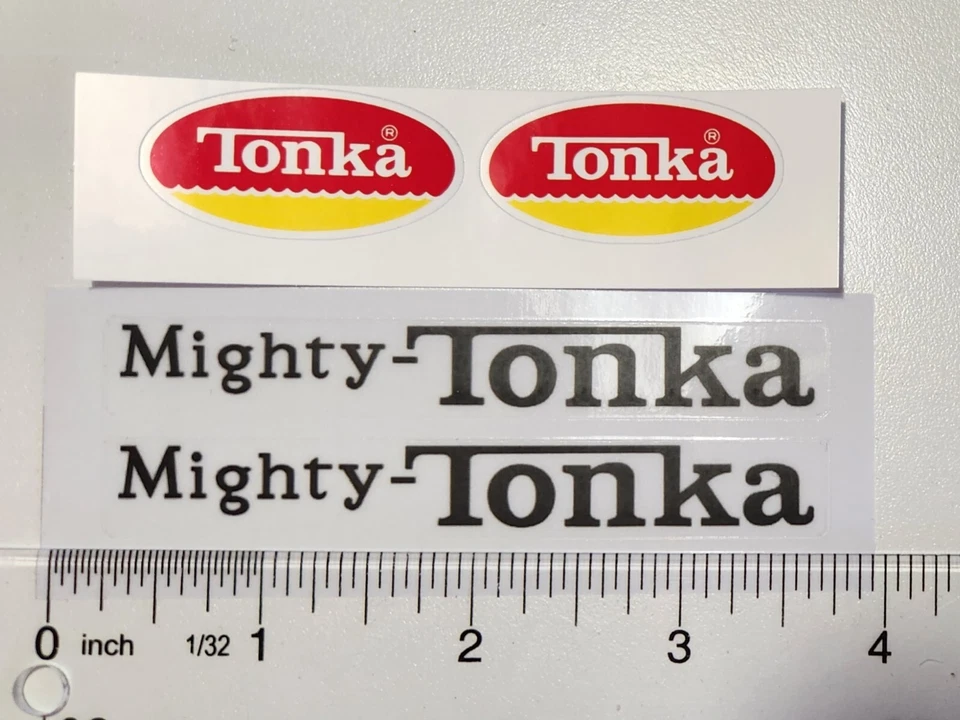 Tonka® Tonka®
Mighty-Tonka
Mighty-Tonka
0 inch 1/32 1 2 3 4